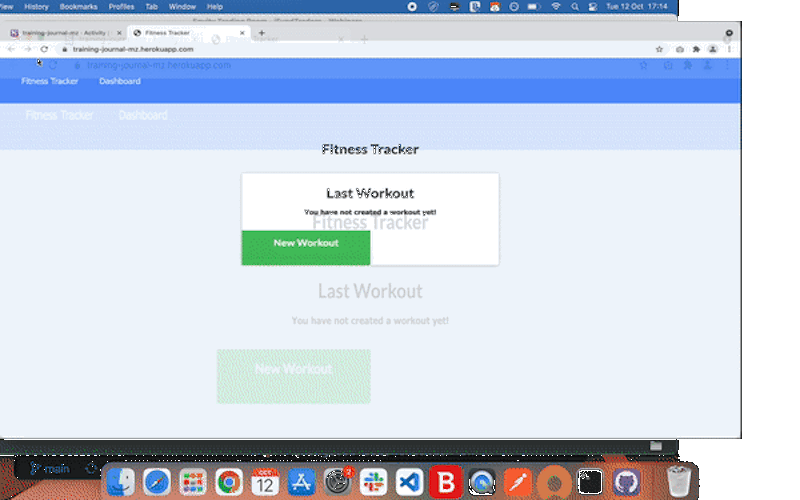 View History Bookmarks Profiles Tab Window Help Tue 12 Oct 17:14
training-journal-mz - Activity Fitness Tracker
training-journal-mz.herokuapp.com
training-journal-mz.herokuapp.com
Fitness Tracker Dashboard
Fitness Tracker Dashboard
Fitness Tracker
Last Workout
You have not created a workout yet!
Fitness Tracker
New Workout
Last Workout
You have not created a workout yet!
New Workout
main
OCT
12
2
B